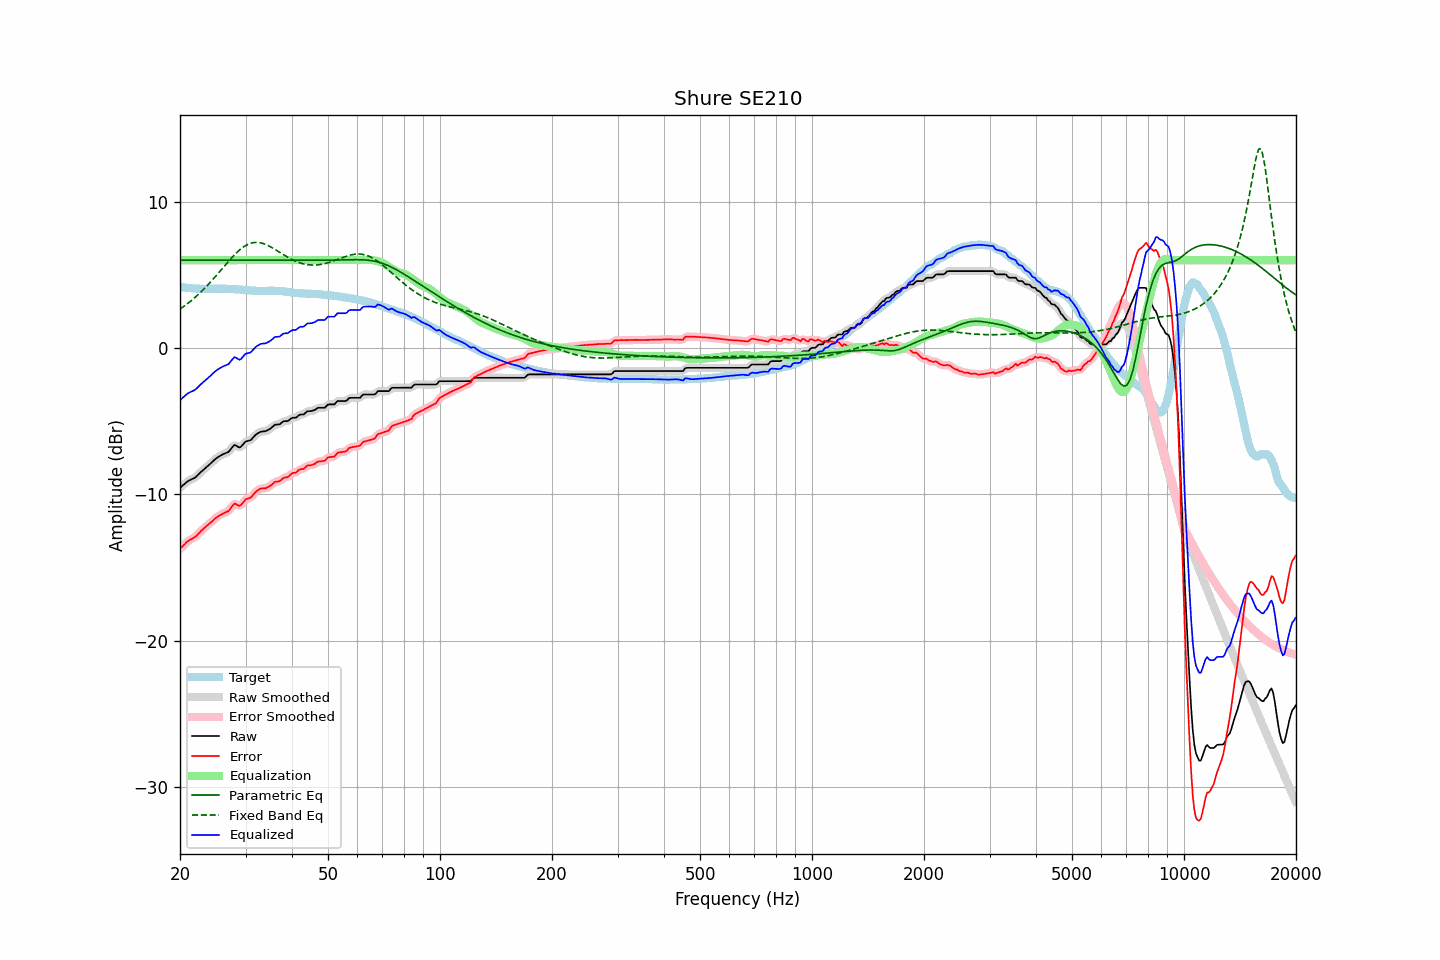 Shure SE210
Amplitude (dBr)
10
0
−10
−20
−30
Target
Raw Smoothed
Error Smoothed
Raw
Error
Equalization
Parametric Eq
Fixed Band Eq
Equalized
20 50 100 200 500 1000 2000 5000 10000 20000
Frequency (Hz)